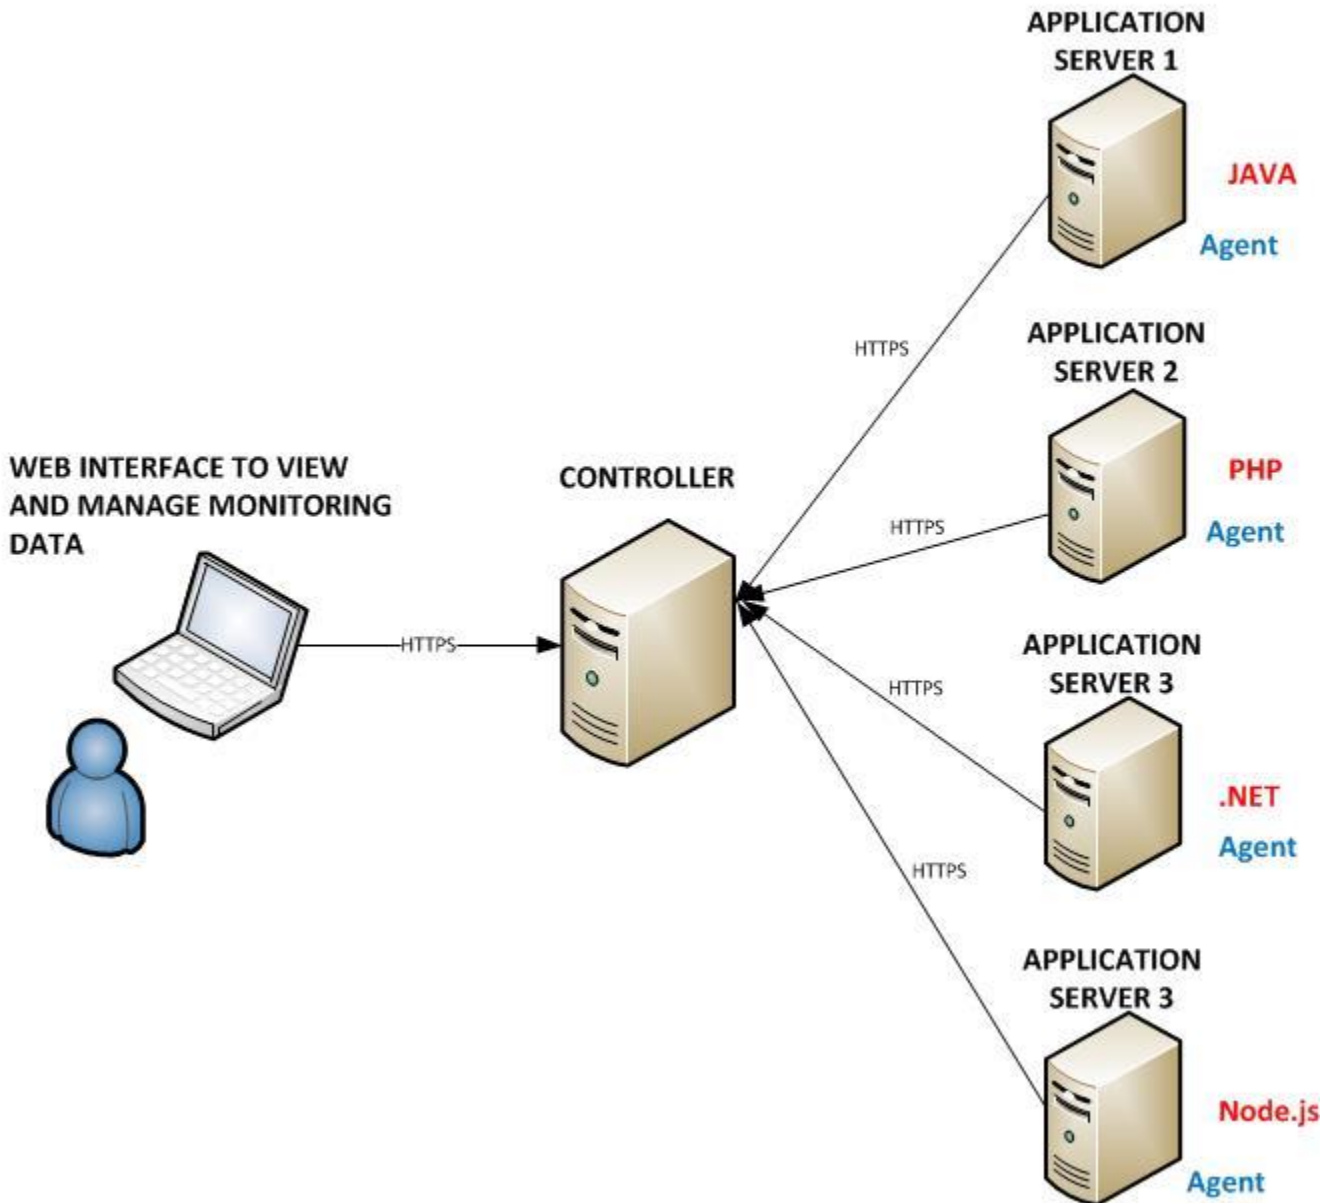 APPLICATION
SERVER 1
JAVA
Agent
HTTPS
APPLICATION
SERVER 2
PHP
Agent
HTTPS
WEB INTERFACE TO VIEW
AND MANAGE MONITORING
DATA
CONTROLLER
HTTPS
APPLICATION
SERVER 3
HTTPS
.NET
Agent
HTTPS
APPLICATION
SERVER 3
Node.js
Agent